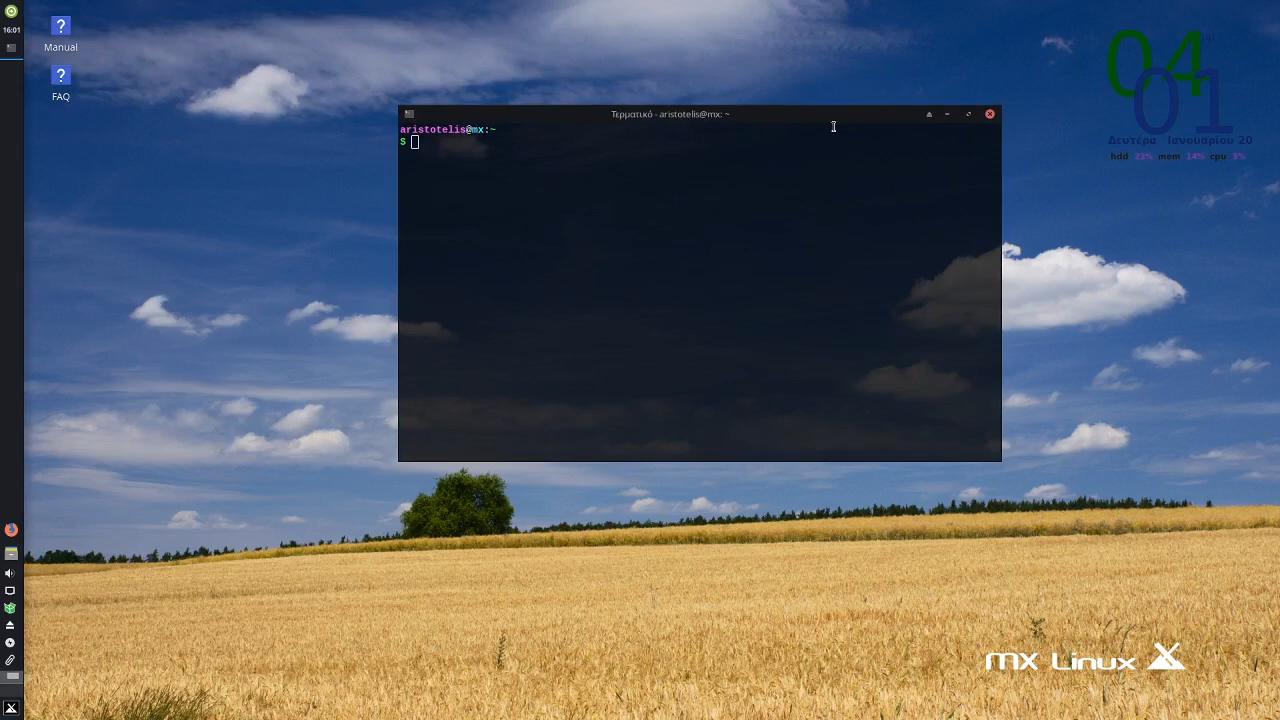 16:01
Manual
FAQ
Τερματικό - aristotelis@mx: ~
aristotelis@mx:~
$
04
01
Δευτέρα Ιανουαρίου 20
hdd 23% mem 14% cpu 3%
mx Linux